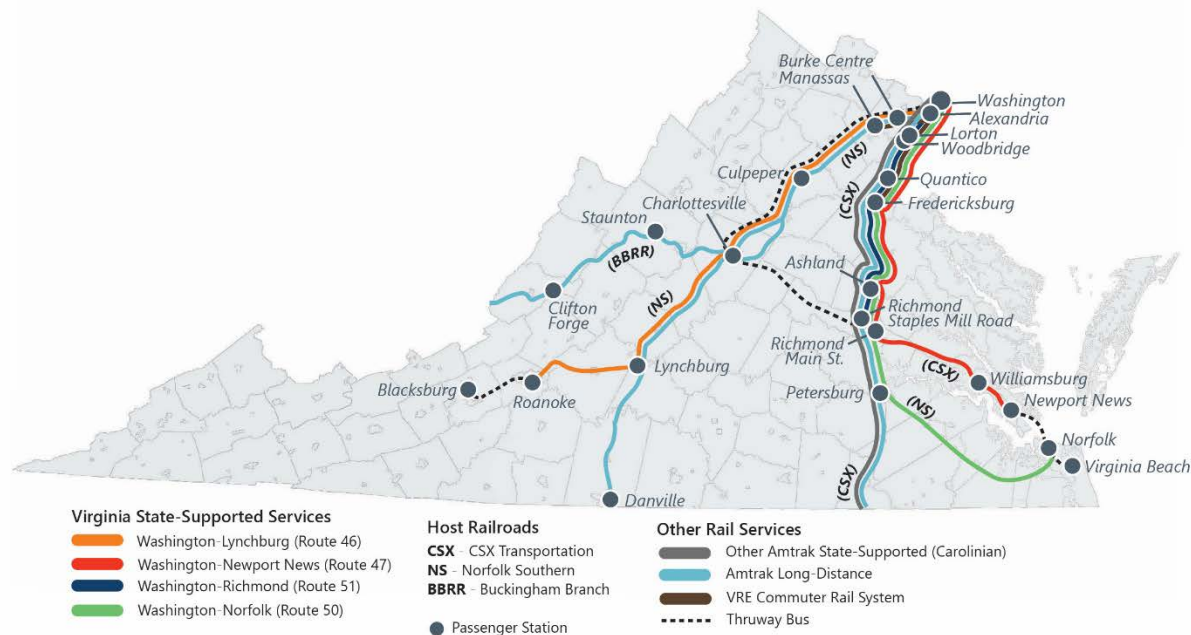 Burke Centre
Manassas
Washington
Alexandria
Lorton
Woodbridge
(NS)
Culpeper
Quantico
(CSX)
Charlottesville
Fredericksburg
Staunton
(BBRR)
Ashland
(NS)
Clifton
Forge
Richmond
Staples Mill Road
Richmond
Main St.
Lynchburg
(CSX)
Williamsburg
Blacksburg
Roanoke
Petersburg
(NS)
Newport News
Norfolk
Virginia Beach
(CSX)
Danville
Virginia State-Supported Services
Washington-Lynchburg (Route 46)
Washington-Newport News (Route 47)
Washington-Richmond (Route 51)
Washington-Norfolk (Route 50)
Host Railroads
CSX - CSX Transportation
NS - Norfolk Southern
BBRR - Buckingham Branch
Passenger Station
Other Rail Services
Other Amtrak State-Supported (Carolinian)
Amtrak Long-Distance
VRE Commuter Rail System
Thruway Bus